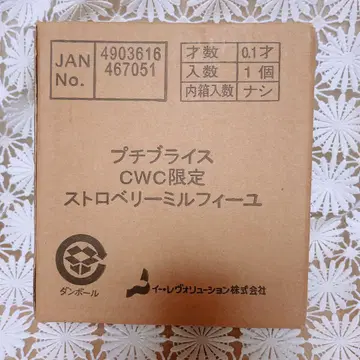 JAN No. 4903616 467051
才数 0.1才
入数 1個
内箱入数 ナシ
プチブライス
CWC限定
ストロベリーミルフィーユ
ダンボール
イー・レヴォリューション株式会社